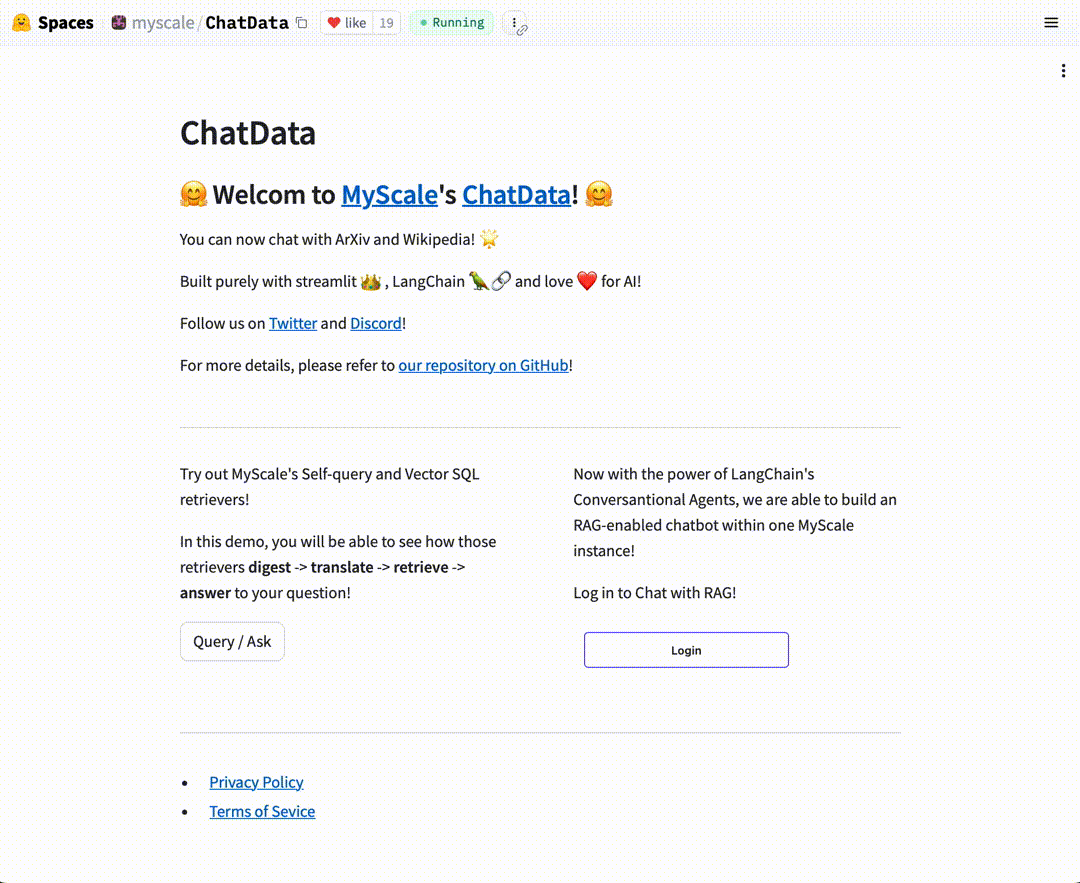 Spaces myscale/ChatData like 19 Running
ChatData
Welcom to MyScale's ChatData!
You can now chat with ArXiv and Wikipedia!
Built purely with streamlit , LangChain and love for AI!
Follow us on Twitter and Discord!
For more details, please refer to our repository on GitHub!
Try out MyScale's Self-query and Vector SQL
retrievers!
In this demo, you will be able to see how those
retrievers digest -> translate -> retrieve ->
answer to your question!
Query / Ask
Now with the power of LangChain's
Conversantional Agents, we are able to build an
RAG-enabled chatbot within one MyScale
instance!
Log in to Chat with RAG!
Login
Privacy Policy
Terms of Sevice